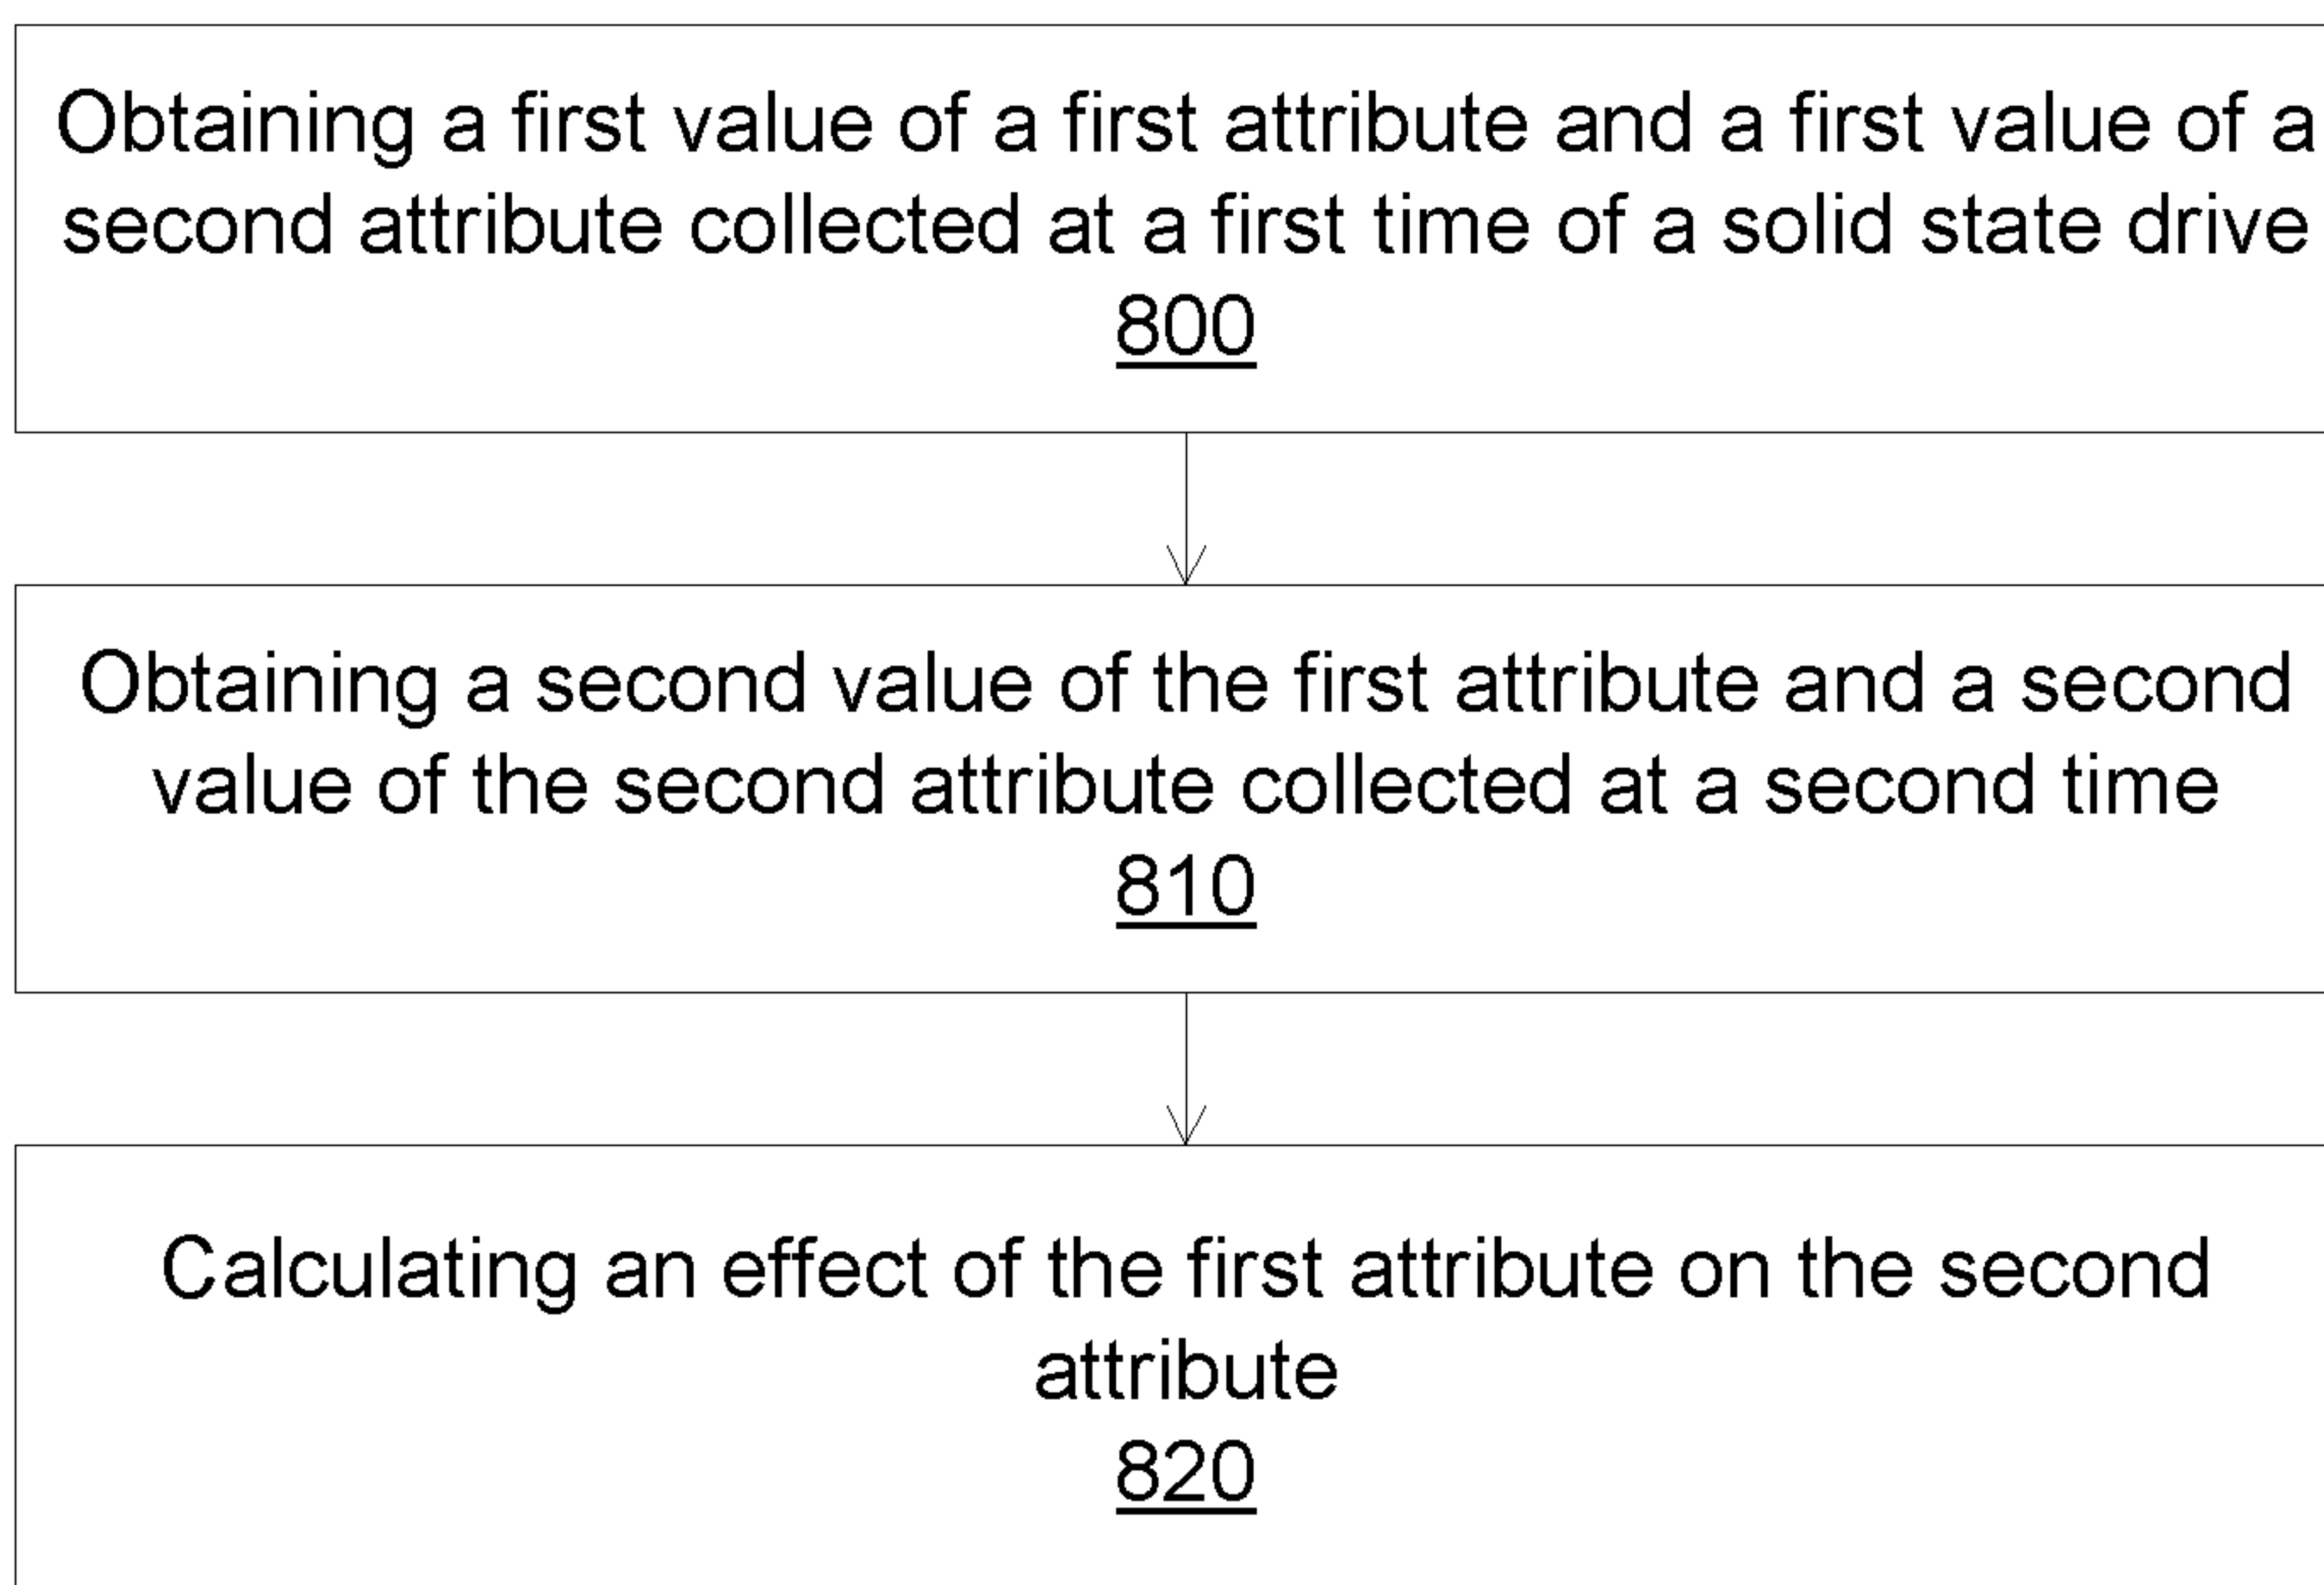 Obtaining a first value of a first attribute and a first value of a
second attribute collected at a first time of a solid state drive
800
Obtaining a second value of the first attribute and a second
value of the second attribute collected at a second time
810
Calculating an effect of the first attribute on the second
attribute
820